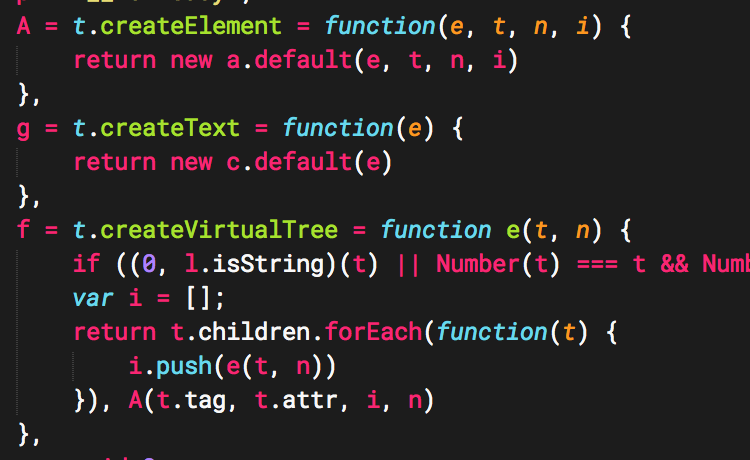 A = t.createElement = function(e, t, n, i) {
return new a.default(e, t, n, i)
},
g = t.createText = function(e) {
return new c.default(e)
},
f = t.createVirtualTree = function e(t, n) {
if ((0, l.isString)(t) || Number(t) === t && Numb
var i = [];
return t.children.forEach(function(t) {
i.push(e(t, n))
}), A(t.tag, t.attr, i, n)
},